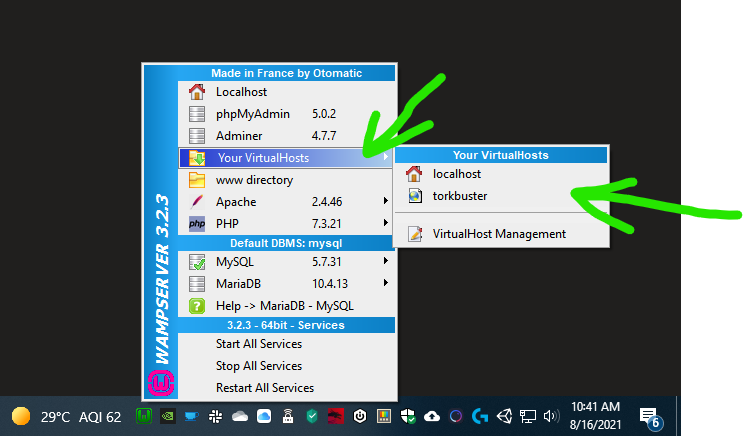 Made in France by Otomatic
Localhost
phpMyAdmin 5.0.2
Adminer 4.7.7
Your VirtualHosts
www directory
Apache 2.4.46
php PHP 7.3.21
Default DBMS: mysql
MySQL 5.7.31
MariaDB 10.4.13
Help -> MariaDB - MySQL
3.2.3 - 64bit - Services
Start All Services
Stop All Services
Restart All Services
WAMPSERVER 3.2.3
Your VirtualHosts
localhost
torkbuster
VirtualHost Management
29°C AQI 62
10:41 AM
8/16/2021
6